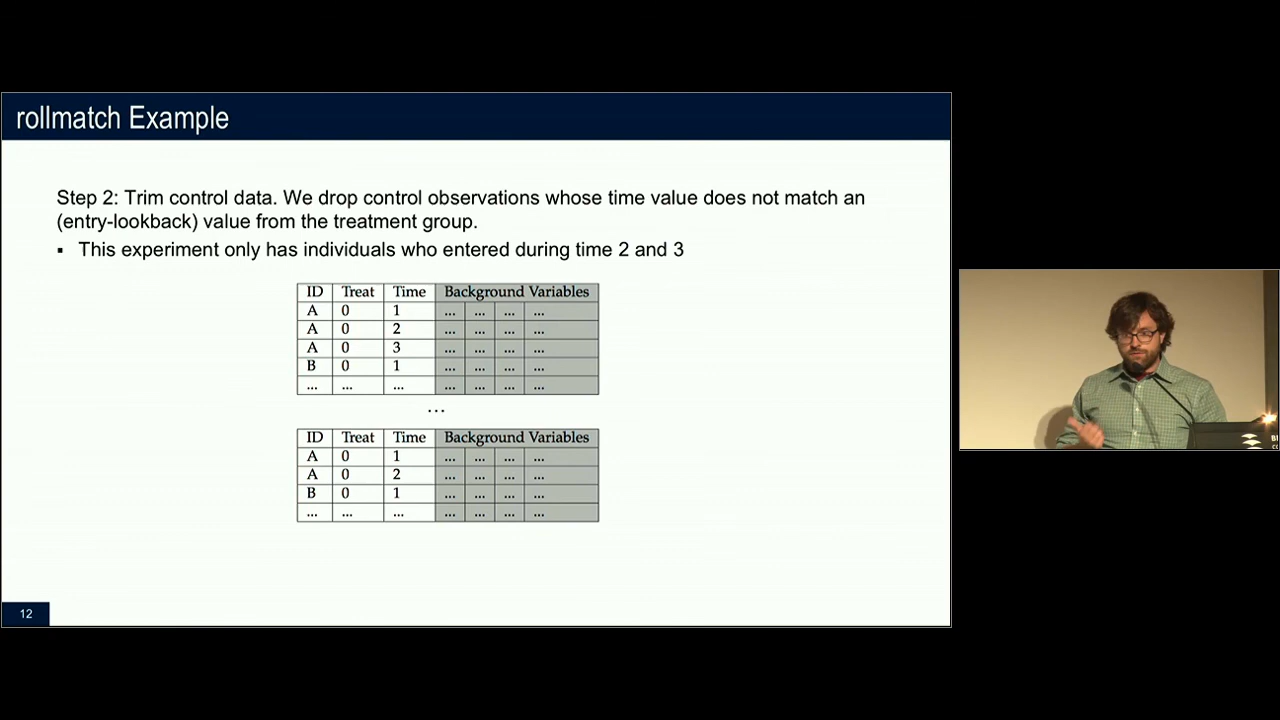 rollmatch Example
Step 2: Trim control data. We drop control observations whose time value does not match an
(entry-lookback) value from the treatment group.
▪ This experiment only has individuals who entered during time 2 and 3
ID Treat Time Background Variables
A 0 1 ... ... ... ...
A 0 2 ... ... ... ...
A 0 3 ... ... ... ...
B 0 1 ... ... ... ...
... ... ... ... ... ... ...
...
ID Treat Time Background Variables
A 0 1 ... ... ... ...
A 0 2 ... ... ... ...
B 0 1 ... ... ... ...
... ... ... ... ... ... ...
12